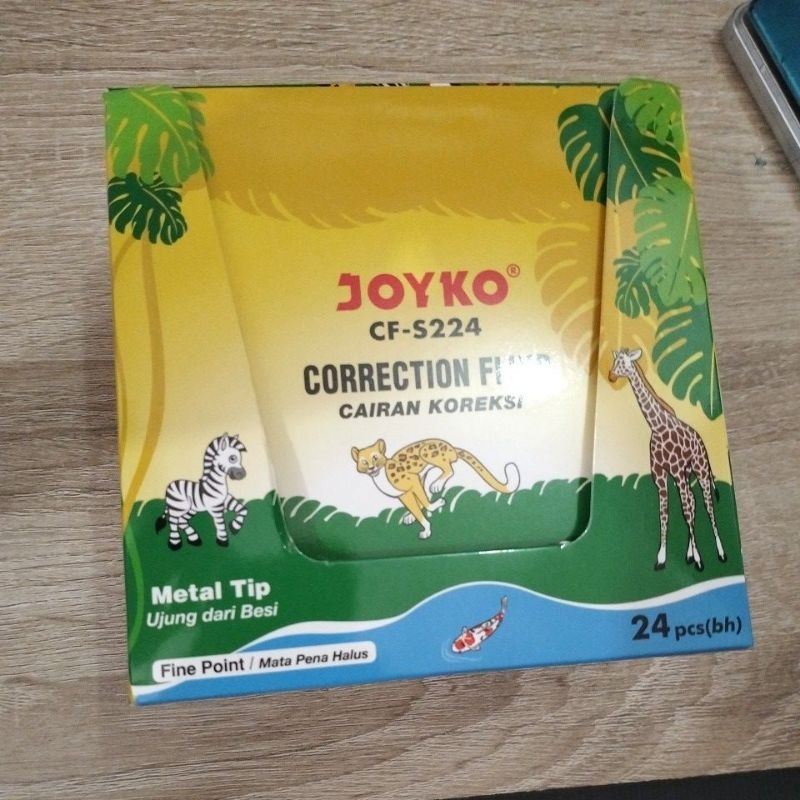 JOYKO®
CF-S224
CORRECTION FLUID
CAIRAN KOREKSI
Metal Tip
Ujung dari Besi
Fine Point / Mata Pena Halus
24 pcs(bh)